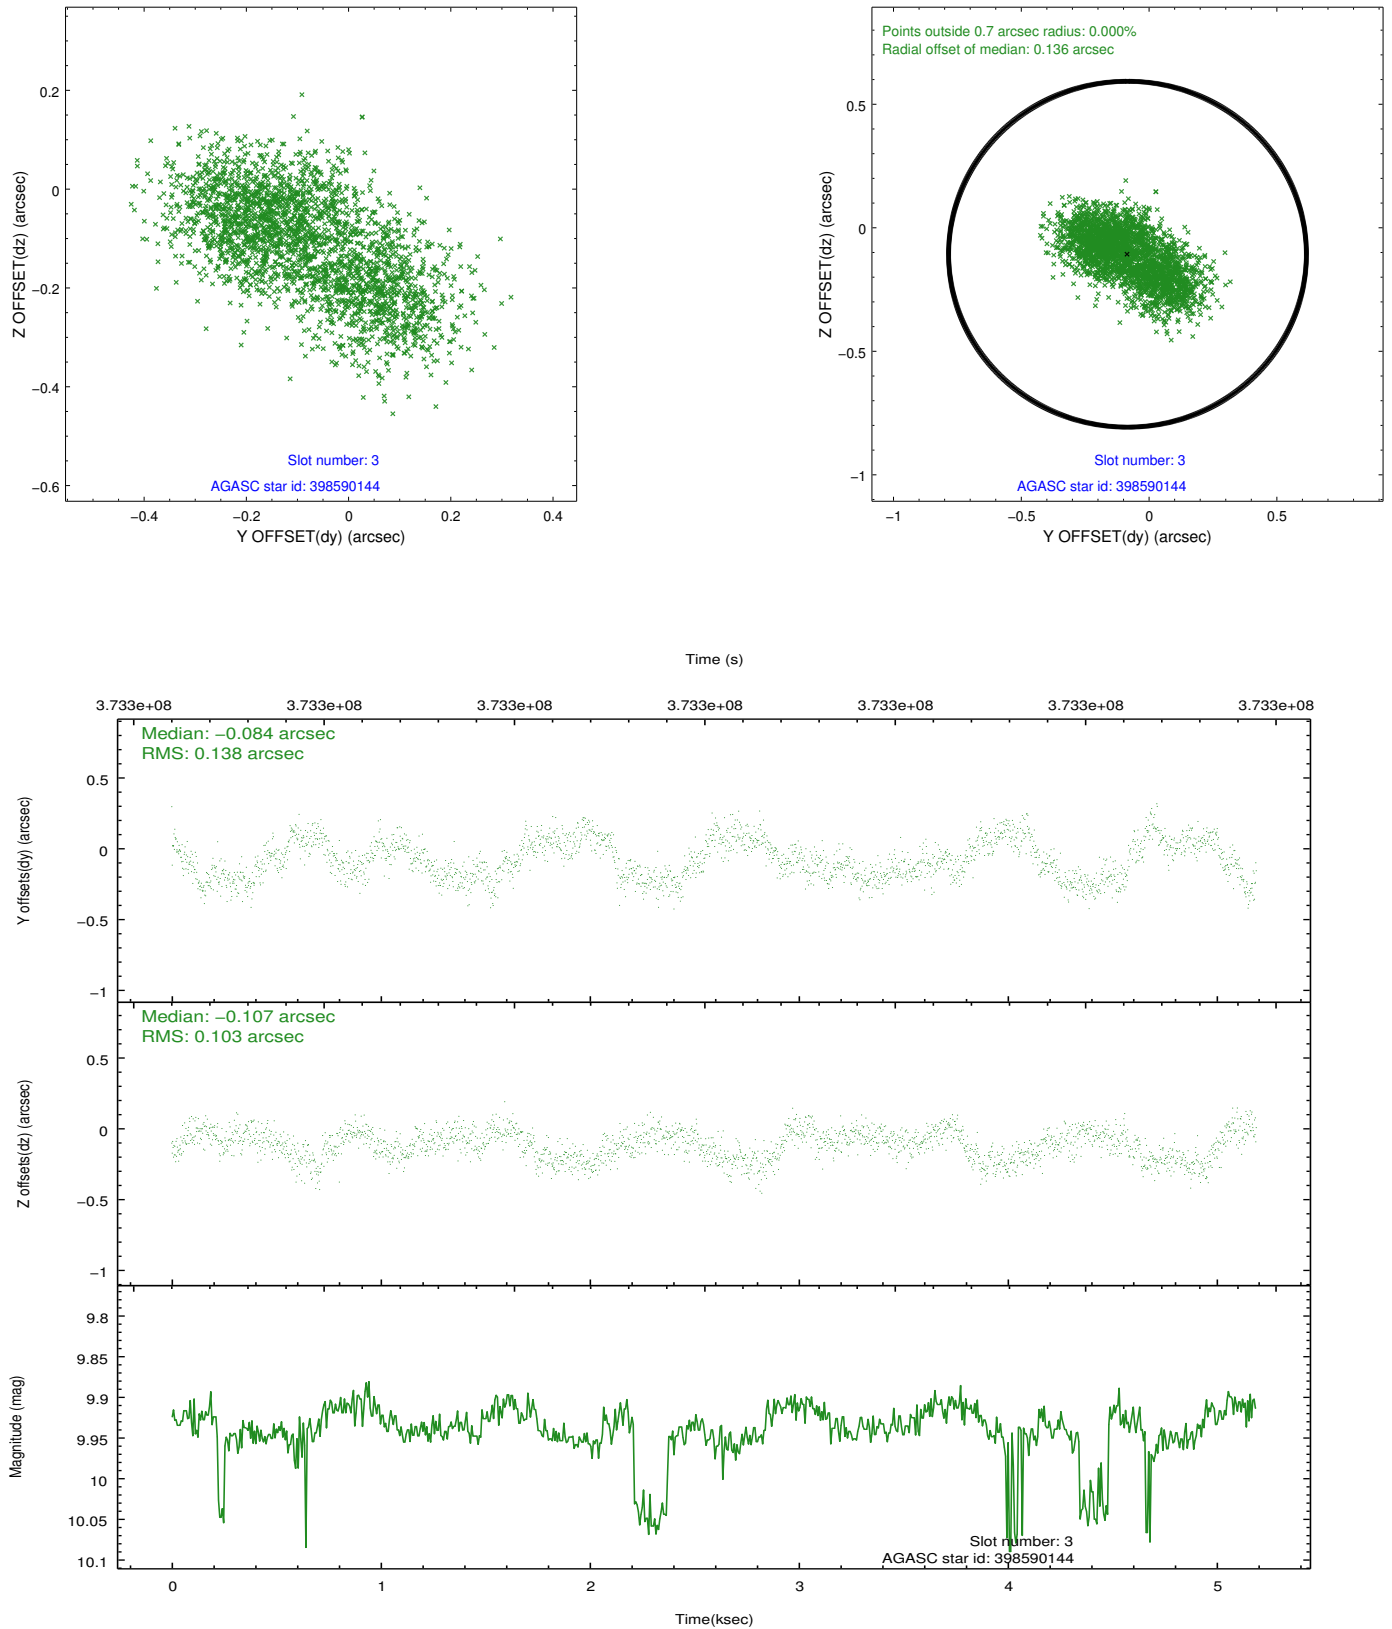 0.2
0
−0.2
−0.4
−0.6
Z OFFSET(dz) (arcsec)
Slot number: 3
AGASC star id: 398590144
−0.4
−0.2
0
0.2
0.4
Y OFFSET(dy) (arcsec)
Points outside 0.7 arcsec radius: 0.000%
Radial offset of median: 0.136 arcsec
0.5
0
−0.5
−1
Z OFFSET(dz) (arcsec)
Slot number: 3
AGASC star id: 398590144
−1
−0.5
0
0.5
Y OFFSET(dy) (arcsec)
Time (s)
3.733e+08
3.733e+08
3.733e+08
3.733e+08
3.733e+08
3.733e+08
3.733e+08
Median: −0.084 arcsec
RMS: 0.138 arcsec
0.5
0
−0.5
−1
Y offsets(dy) (arcsec)
Median: −0.107 arcsec
RMS: 0.103 arcsec
0.5
0
−0.5
−1
Z offsets(dz) (arcsec)
9.8
9.85
9.9
9.95
10
10.05
10.1
Magnitude (mag)
Slot number: 3
AGASC star id: 398590144
0
1
2
3
4
5
Time(ksec)